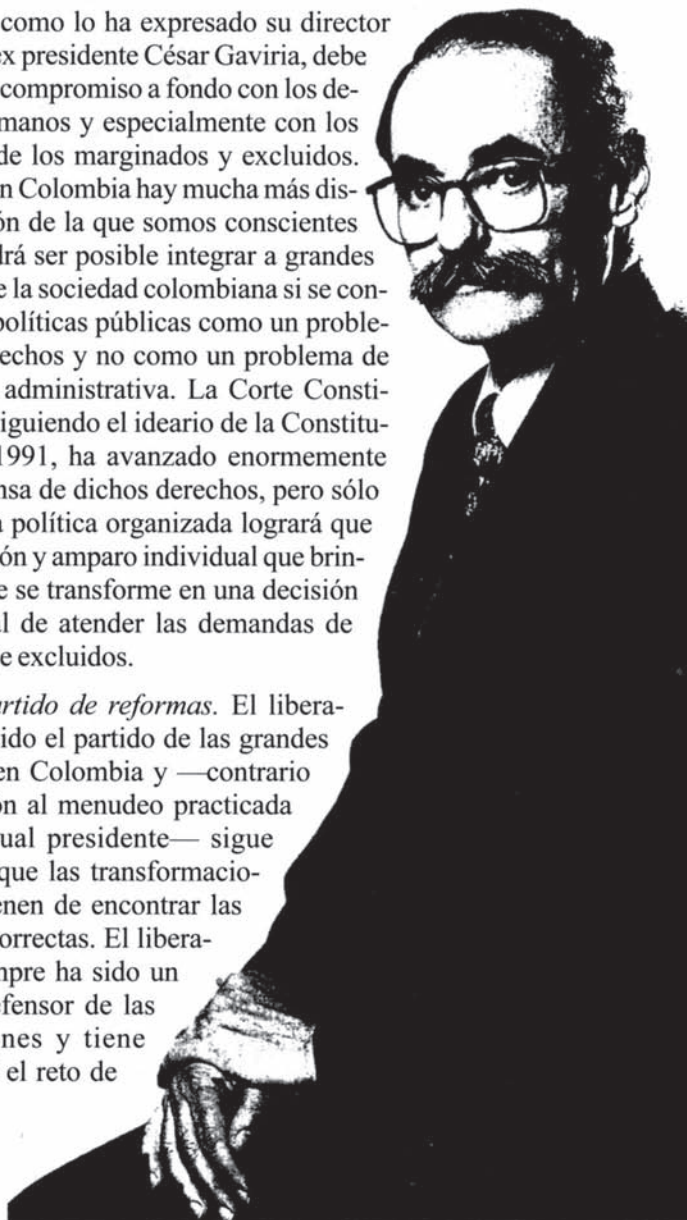 como lo ha expresado su director
ex presidente César Gaviria, debe
compromiso a fondo con los de-
manos y especialmente con los
de los marginados y excluidos.
n Colombia hay mucha más dis-
ón de la que somos conscientes
drá ser posible integrar a grandes
e la sociedad colombiana si se con-
políticas públicas como un proble-
echos y no como un problema de
administrativa. La Corte Consti-
iguiendo el ideario de la Constitu-
1991, ha avanzado enormemente
nsa de dichos derechos, pero sólo
a política organizada logrará que
ón y amparo individual que brin-
e se transforme en una decisión
al de atender las demandas de
e excluidos.
artido de reformas. El libera-
ido el partido de las grandes
en Colombia y —contrario
ón al menudeo practicada
ual presidente— sigue
que las transformacio-
enen de encontrar las
orrectas. El libera-
mpre ha sido un
efensor de las
nes y tiene
el reto de